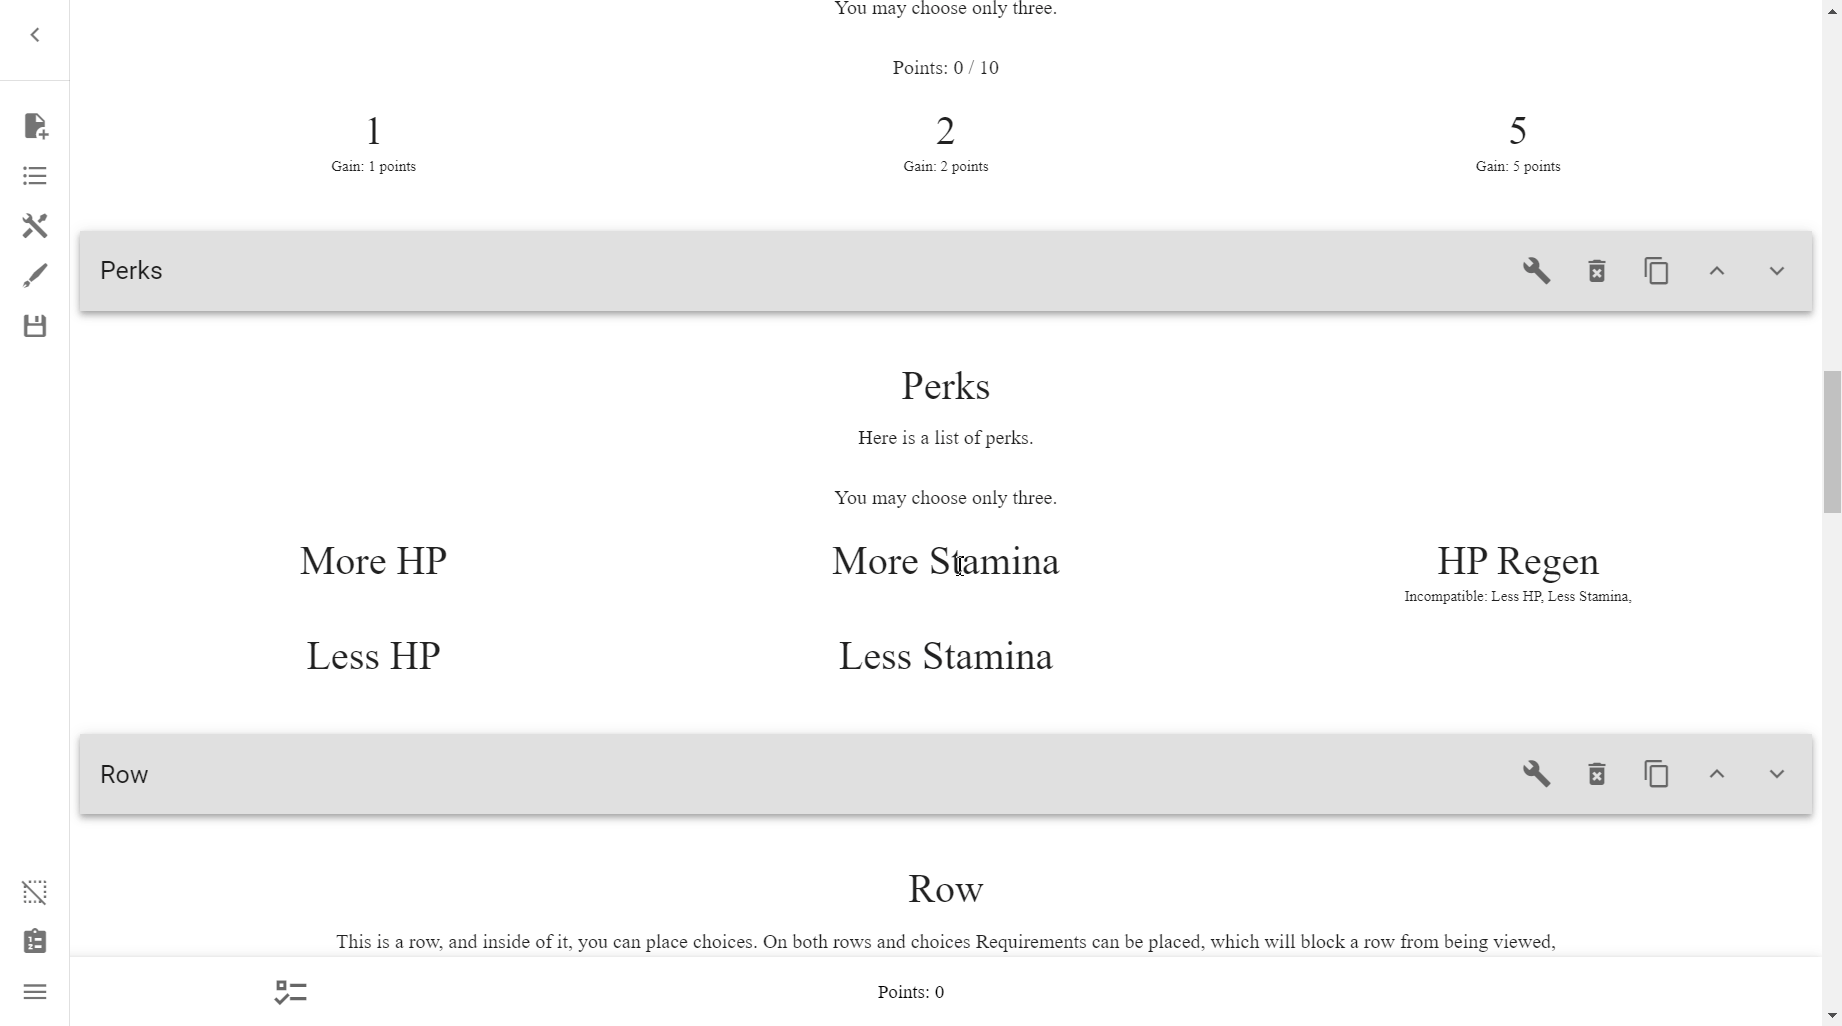 You may choose only three.
Points: 0 / 10
1
Gain: 1 points
2
Gain: 2 points
5
Gain: 5 points
Perks
Perks
Here is a list of perks.
You may choose only three.
More HP
More Stamina
HP Regen
Incompatible: Less HP, Less Stamina,
Less HP
Less Stamina
Row
Row
This is a row, and inside of it, you can place choices. On both rows and choices Requirements can be placed, which will block a row from being viewed,
Points: 0